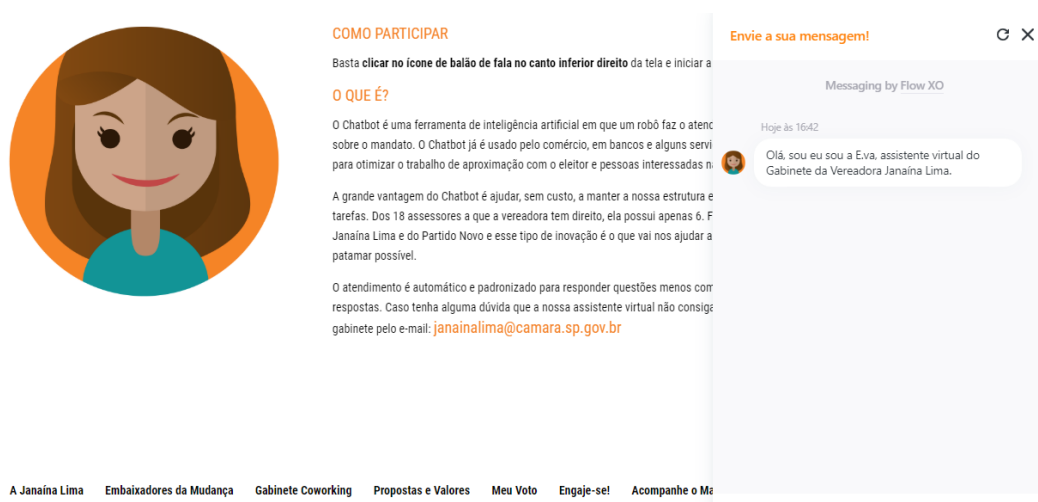 COMO PARTICIPAR
Basta clicar no ícone de balão de fala no canto inferior direito da tela e iniciar a
O QUE É?
O Chatbot é uma ferramenta de inteligência artificial em que um robô faz o
sobre o mandato. O Chatbot já é usado pelo comércio, em bancos e alguns
para otimizar o trabalho de aproximação com o eleitor e pessoas interessadas
A grande vantagem do Chatbot é ajudar, sem custo, a manter a nossa estrutura e
tarefas. Dos 18 assessores a que a vereadora tem direito, ela possui apenas 6.
Janaína Lima e do Partido Novo e esse tipo de inovação é o que vai nos ajudar a
patamar possível.
O atendimento é automático e padronizado para responder questões menos
respostas. Caso tenha alguma dúvida que a nossa assistente virtual não
gabinete pelo e-mail: janainalima@camara.sp.gov.br
Envie a sua mensagem!
Messaging by Flow XO
Hoje às 16:42
Olá, sou eu sou a E.va, assistente virtual do
Gabinete da Vereadora Janaína Lima.
A Janaína Lima Embaixadores da Mudança Gabinete Coworking Propostas e Valores Meu Voto Engaje-se! Acompanhe o